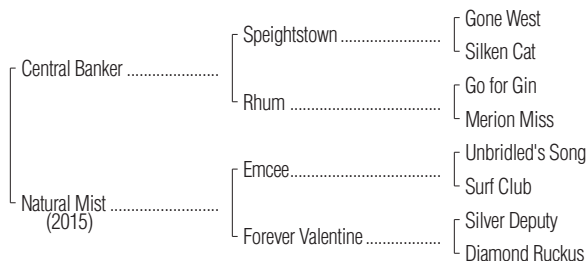 Gone West
Speightstown
Silken Cat
Central Banker
Go for Gin
Rhum
Merion Miss
Unbridled's Song
Emcee
Surf Club
Natural Mist
(2015)
Silver Deputy
Forever Valentine
Diamond Ruckus